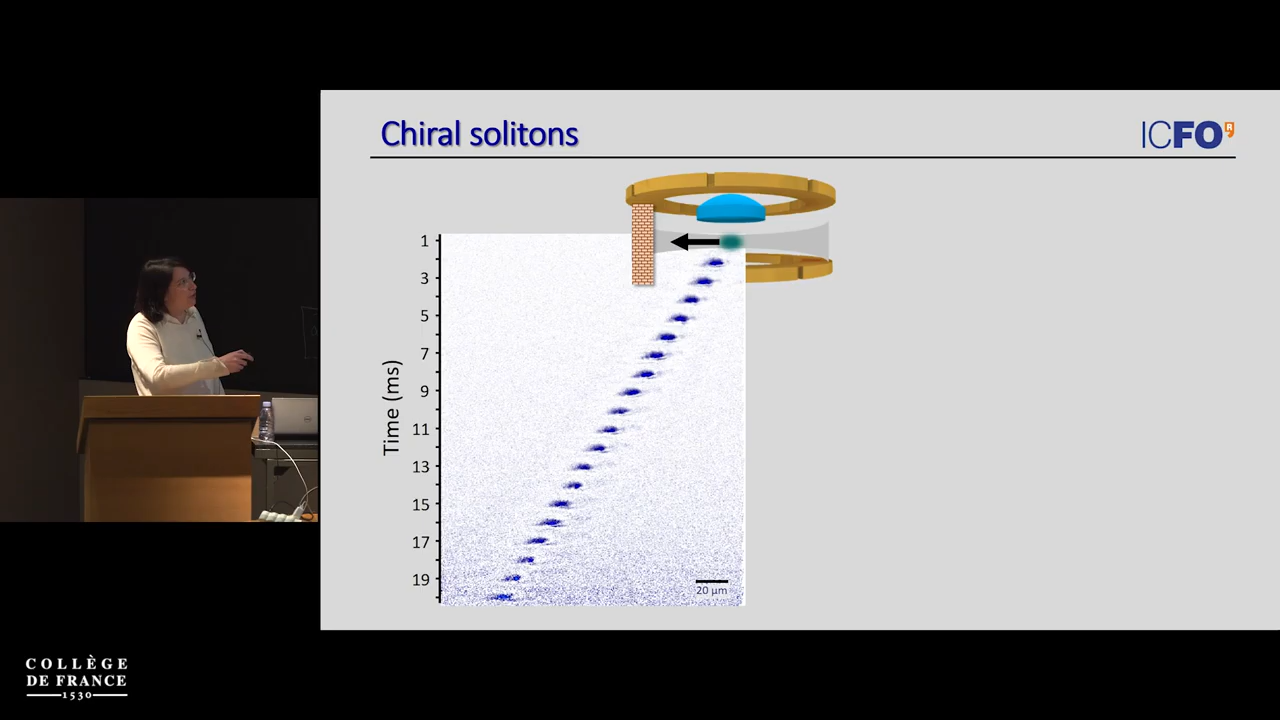 Chiral solitons
ICFO
R
1
3
5
7
9
11
13
15
17
19
Time (ms)
20 µm
COLLÈGE
DE FRANCE
1530